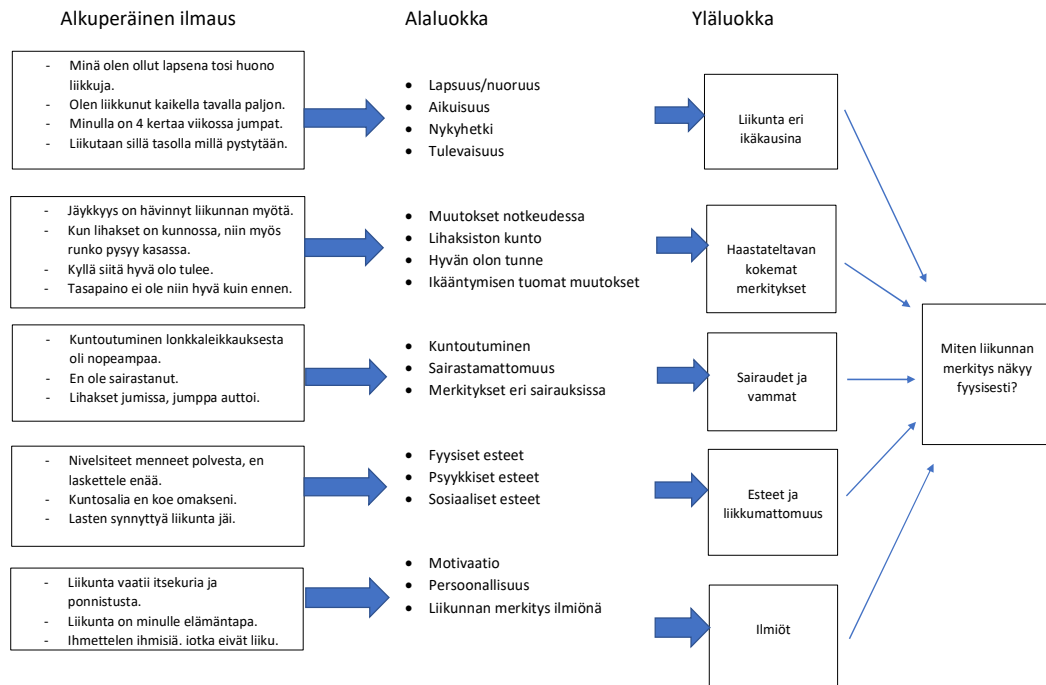 Alkuperäinen ilmaus
Alaluokka
Yläluokka
- Minä olen ollut lapsena tosi huono
liikkuja.
- Olen liikkunut kaikella tavalla paljon.
- Minulla on 4 kertaa viikossa jumpat.
- Liikutaan sillä tasolla millä pystytään.
• Lapsuus/nuoruus
• Aikuisuus
• Nykyhetki
• Tulevaisuus
Liikunta eri
ikäkausina
- Jäykkyys on hävinnyt liikunnan myötä.
- Kun lihakset on kunnossa, niin myös
runko pysyy kasassa.
- Kyllä siitä hyvä olo tulee.
- Tasapaino ei ole niin hyvä kuin ennen.
• Muutokset notkeudessa
• Lihaksiston kunto
• Hyvän olon tunne
• Ikääntymisen tuomat muutokset
Haastateltavan
kokemat
merkitykset
- Kuntoutuminen lonkkaleikkauksesta
oli nopeampaa.
- En ole sairastanut.
- Lihakset jumissa, jumppa auttoi.
• Kuntoutuminen
• Sairastamattomuus
• Merkitykset eri sairauksissa
Sairaudet ja
vammat
Miten liikunnan
merkitys näkyy
fyysisesti?
- Nivelsiteet menneet polvesta, en
laskettele enää.
- Kuntosalia en koe omakseni.
- Lasten synnyttyä liikunta jäi.
• Fyysiset esteet
• Psyykkiset esteet
• Sosiaaliset esteet
Esteet ja
liikkumattomuus
- Liikunta vaatii itsekuria ja
ponnistusta.
- Liikunta on minulle elämäntapa.
- Ihmettelen ihmisiä, jotka eivät liiku.
• Motivaatio
• Persoonallisuus
• Liikunnan merkitys ilmiönä
Ilmiöt